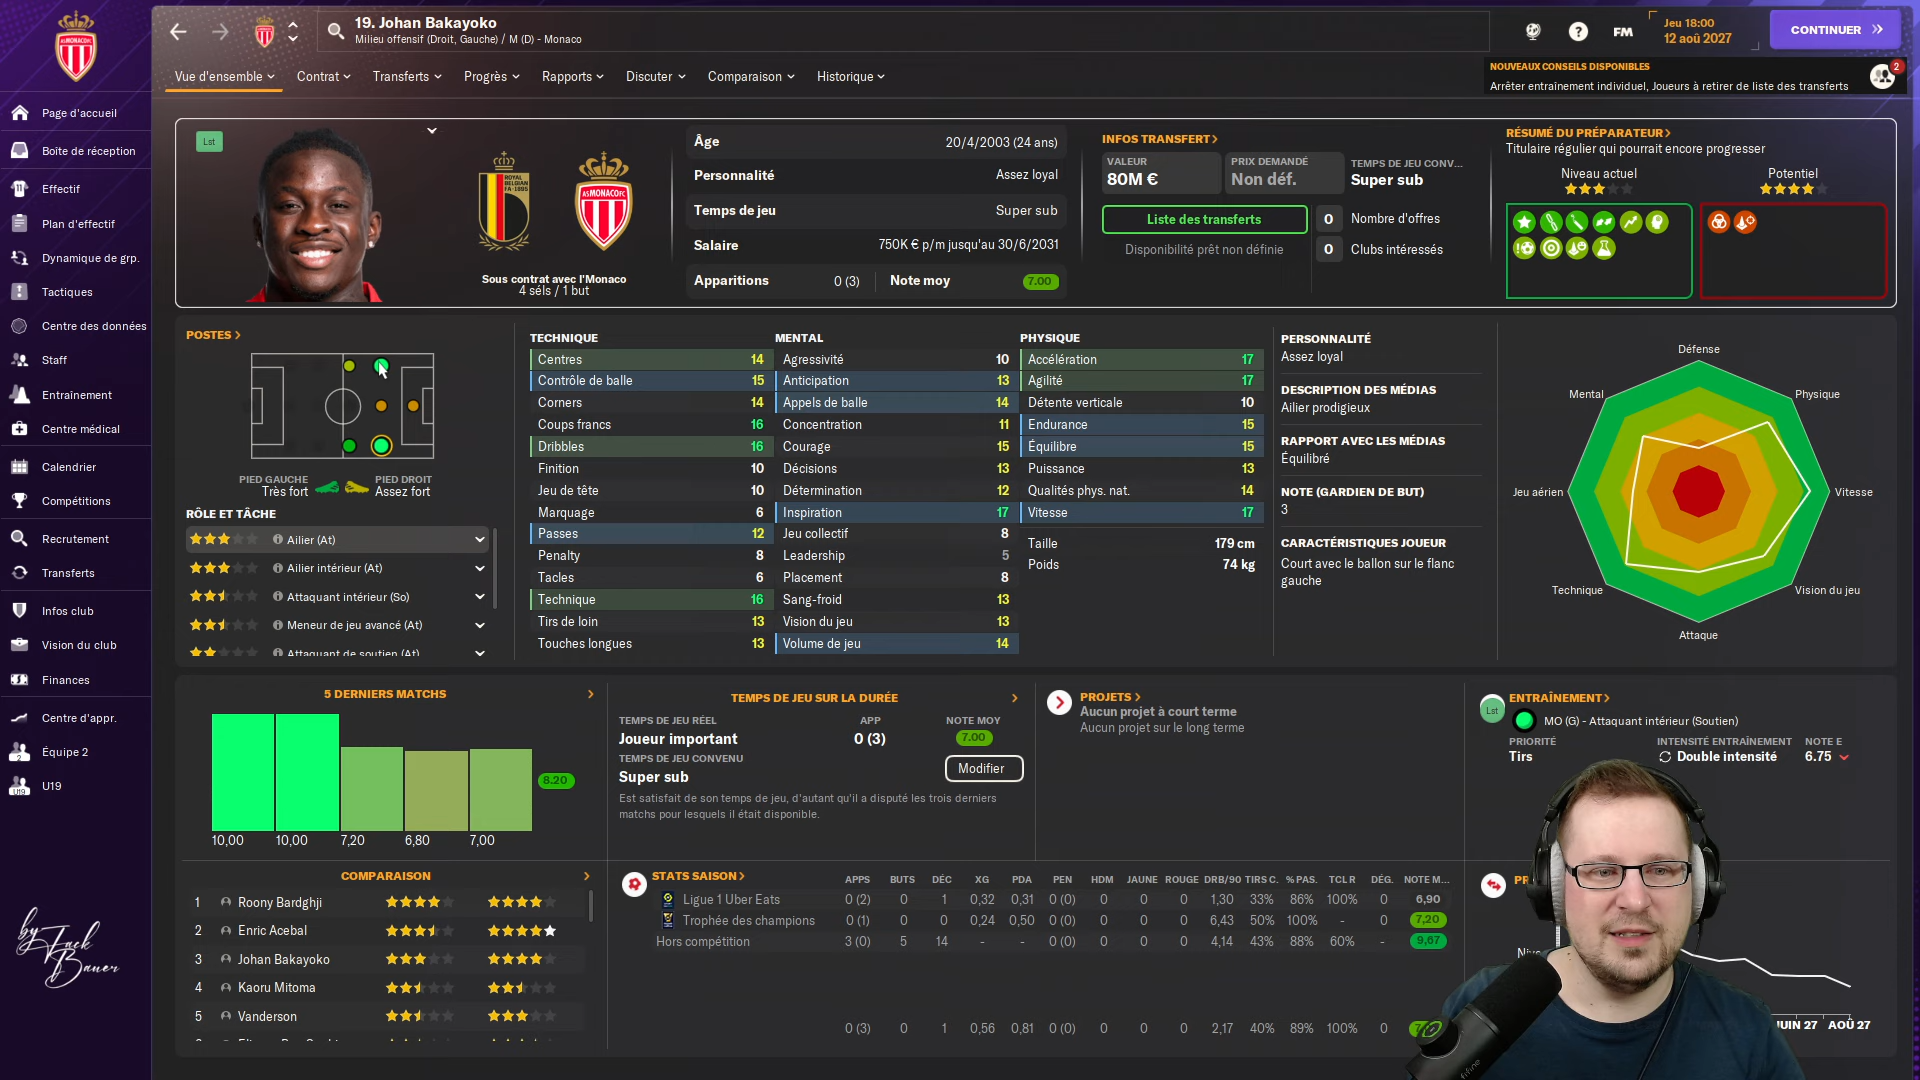 19. Johan Bakayoko
Milieu offensif (Droit, Gauche) / M (D) - Monaco
FM
Jeu 18:00
12 aoû 2027
CONTINUER
Vue d'ensemble
Contrat
Transferts
Progrès
Rapports
Discuter
Comparaison
Historique
NOUVEAUX CONSEILS DISPONIBLES
Arrêter entraînement individuel, Joueurs à retirer de liste des transferts
2
Page d'accueil
Boîte de réception
Effectif
Plan d'effectif
Dynamique de grp.
Tactiques
Centre des données
Staff
Entraînement
Centre médical
Calendrier
Compétitions
Recrutement
Transferts
Infos club
Vision du club
Finances
Centre d'appr.
Équipe 2
U19
by Zack Bauer
Lst
Sous contrat avec l'Monaco
4 séls / 1 but
Âge 20/4/2003 (24 ans)
Personnalité Assez loyal
Temps de jeu Super sub
Salaire 750K € p/m jusqu'au 30/6/2031
Apparitions 0 (3) Note moy 7.00
INFOS TRANSFERT
VALEUR
80M €
PRIX DEMANDÉ
Non déf.
TEMPS DE JEU CONV...
Super sub
Liste des transferts
Disponibilité prêt non définie
0 Nombre d'offres
0 Clubs intéressés
RÉSUMÉ DU PRÉPARATEUR
Titulaire régulier qui pourrait encore progresser
Niveau actuel
Potentiel
POSTES
PIED GAUCHE
Très fort
PIED DROIT
Assez fort
RÔLE ET TÂCHE
Ailier (At)
Ailier intérieur (At)
Attaquant intérieur (So)
Meneur de jeu avancé (At)
Attaquant de soutien (At)
TECHNIQUE
Centres 14
Contrôle de balle 15
Corners 14
Coups francs 16
Dribbles 16
Finition 10
Jeu de tête 10
Marquage 6
Passes 12
Penalty 8
Tacles 6
Technique 16
Tirs de loin 13
Touches longues 13
MENTAL
Agressivité 10
Anticipation 13
Appels de balle 14
Concentration 11
Courage 15
Décisions 13
Détermination 12
Inspiration 17
Jeu collectif 8
Leadership 5
Placement 8
Sang-froid 13
Vision du jeu 13
Volume de jeu 14
PHYSIQUE
Accélération 17
Agilité 17
Détente verticale 10
Endurance 15
Équilibre 15
Puissance 13
Qualités phys. nat. 14
Vitesse 17
Taille 179 cm
Poids 74 kg
PERSONNALITÉ
Assez loyal
DESCRIPTION DES MÉDIAS
Ailier prodigieux
RAPPORT AVEC LES MÉDIAS
Équilibré
NOTE (GARDIEN DE BUT)
3
CARACTÉRISTIQUES JOUEUR
Court avec le ballon sur le flanc
gauche
Défense
Physique
Vitesse
Vision du jeu
Attaque
Technique
Jeu aérien
Mental
5 DERNIERS MATCHS
8.20
10,00 10,00 7,20 6,80 7,00
TEMPS DE JEU SUR LA DURÉE
TEMPS DE JEU RÉEL APP NOTE MOY
Joueur important 0 (3) 7.00
TEMPS DE JEU CONVENU
Super sub
Modifier
Est satisfait de son temps de jeu, d'autant qu'il a disputé les trois derniers
matchs pour lesquels il était disponible.
PROJETS
Aucun projet à court terme
Aucun projet sur le long terme
ENTRAÎNEMENT
Lst
MO (G) - Attaquant intérieur (Soutien)
PRIORITÉ
Tirs
INTENSITÉ ENTRAÎNEMENT
Double intensité
NOTE E
6.75
COMPARAISON
1 Roony Bardghji
2 Enric Acebal
3 Johan Bakayoko
4 Kaoru Mitoma
5 Vanderson
STATS SAISON
APPS BUTS DÉC XG PDA PEN HDM JAUNE ROUGE DRB/90 TIRS C. % PAS. TCL R DÉG. NOTE M...
Ligue 1 Uber Eats 0 (2) 0 1 0,32 0,31 0 (0) 0 0 0 1,30 33% 86% 100% 0 6,90
Trophée des champions 0 (1) 0 0 0,24 0,50 0 (0) 0 0 0 6,43 50% 100% - 0 7,20
Hors compétition 3 (0) 5 14 - - 0 (0) 0 0 0 4,14 43% 88% 60% - 9,67
0 (3) 0 1 0,56 0,81 0 (0) 0 0 0 2,17 40% 89% 100% 0
JUIN 27 AOÛ 27
fifine